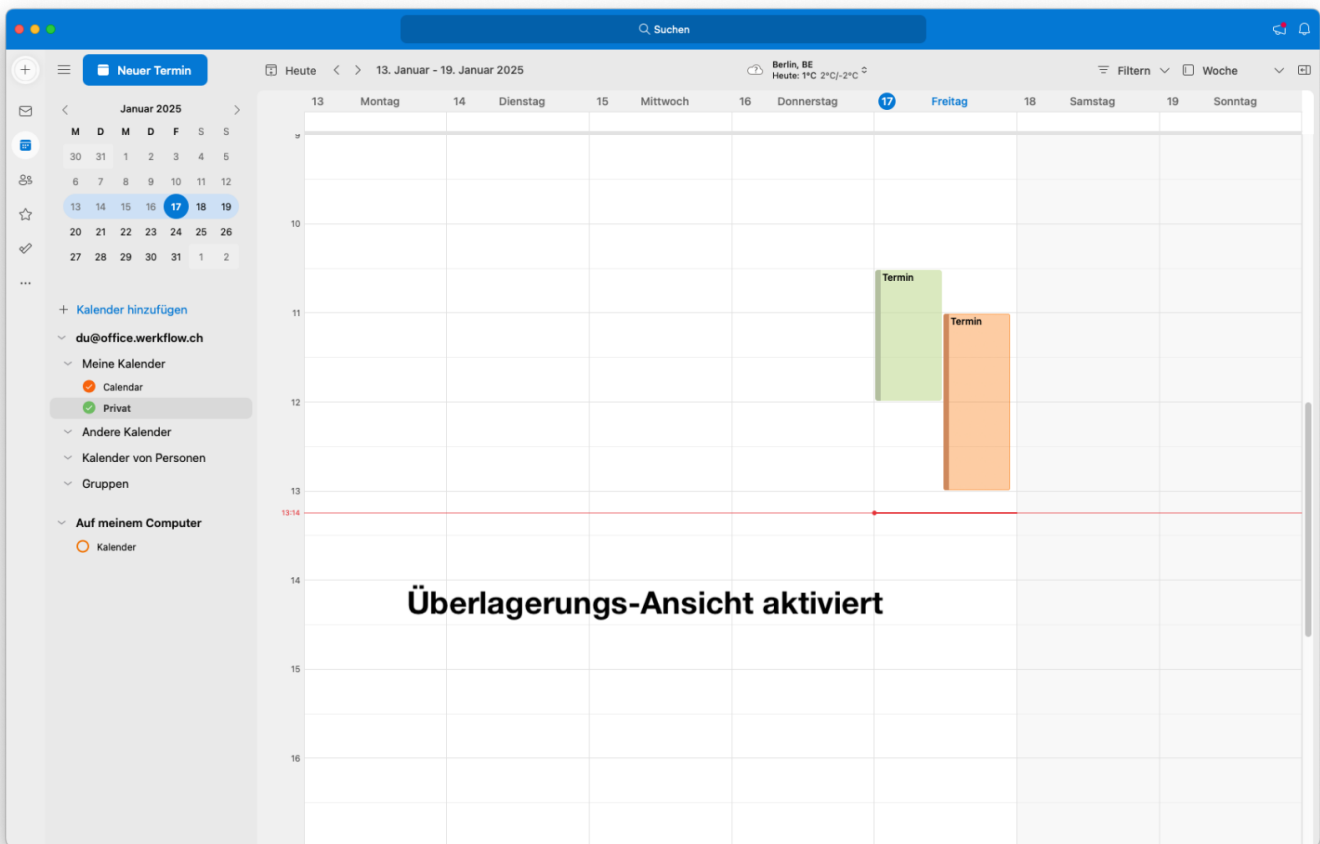 Suchen
Neuer Termin
Heute
13. Januar - 19. Januar 2025
Berlin, BE
Heute: 1°C 2°C/-2°C
Filtern
Woche
Januar 2025
M D M D F S S
30 31 1 2 3 4 5
6 7 8 9 10 11 12
13 14 15 16 17 18 19
20 21 22 23 24 25 26
27 28 29 30 31 1 2
Kalender hinzufügen
du@office.werkflow.ch
Meine Kalender
Calendar
Privat
Andere Kalender
Kalender von Personen
Gruppen
Auf meinem Computer
Kalender
13 Montag 14 Dienstag 15 Mittwoch 16 Donnerstag 17 Freitag 18 Samstag 19 Sonntag
10
Termin
11
Termin
12
13
13:14
14
Überlagerungs-Ansicht aktiviert
15
16